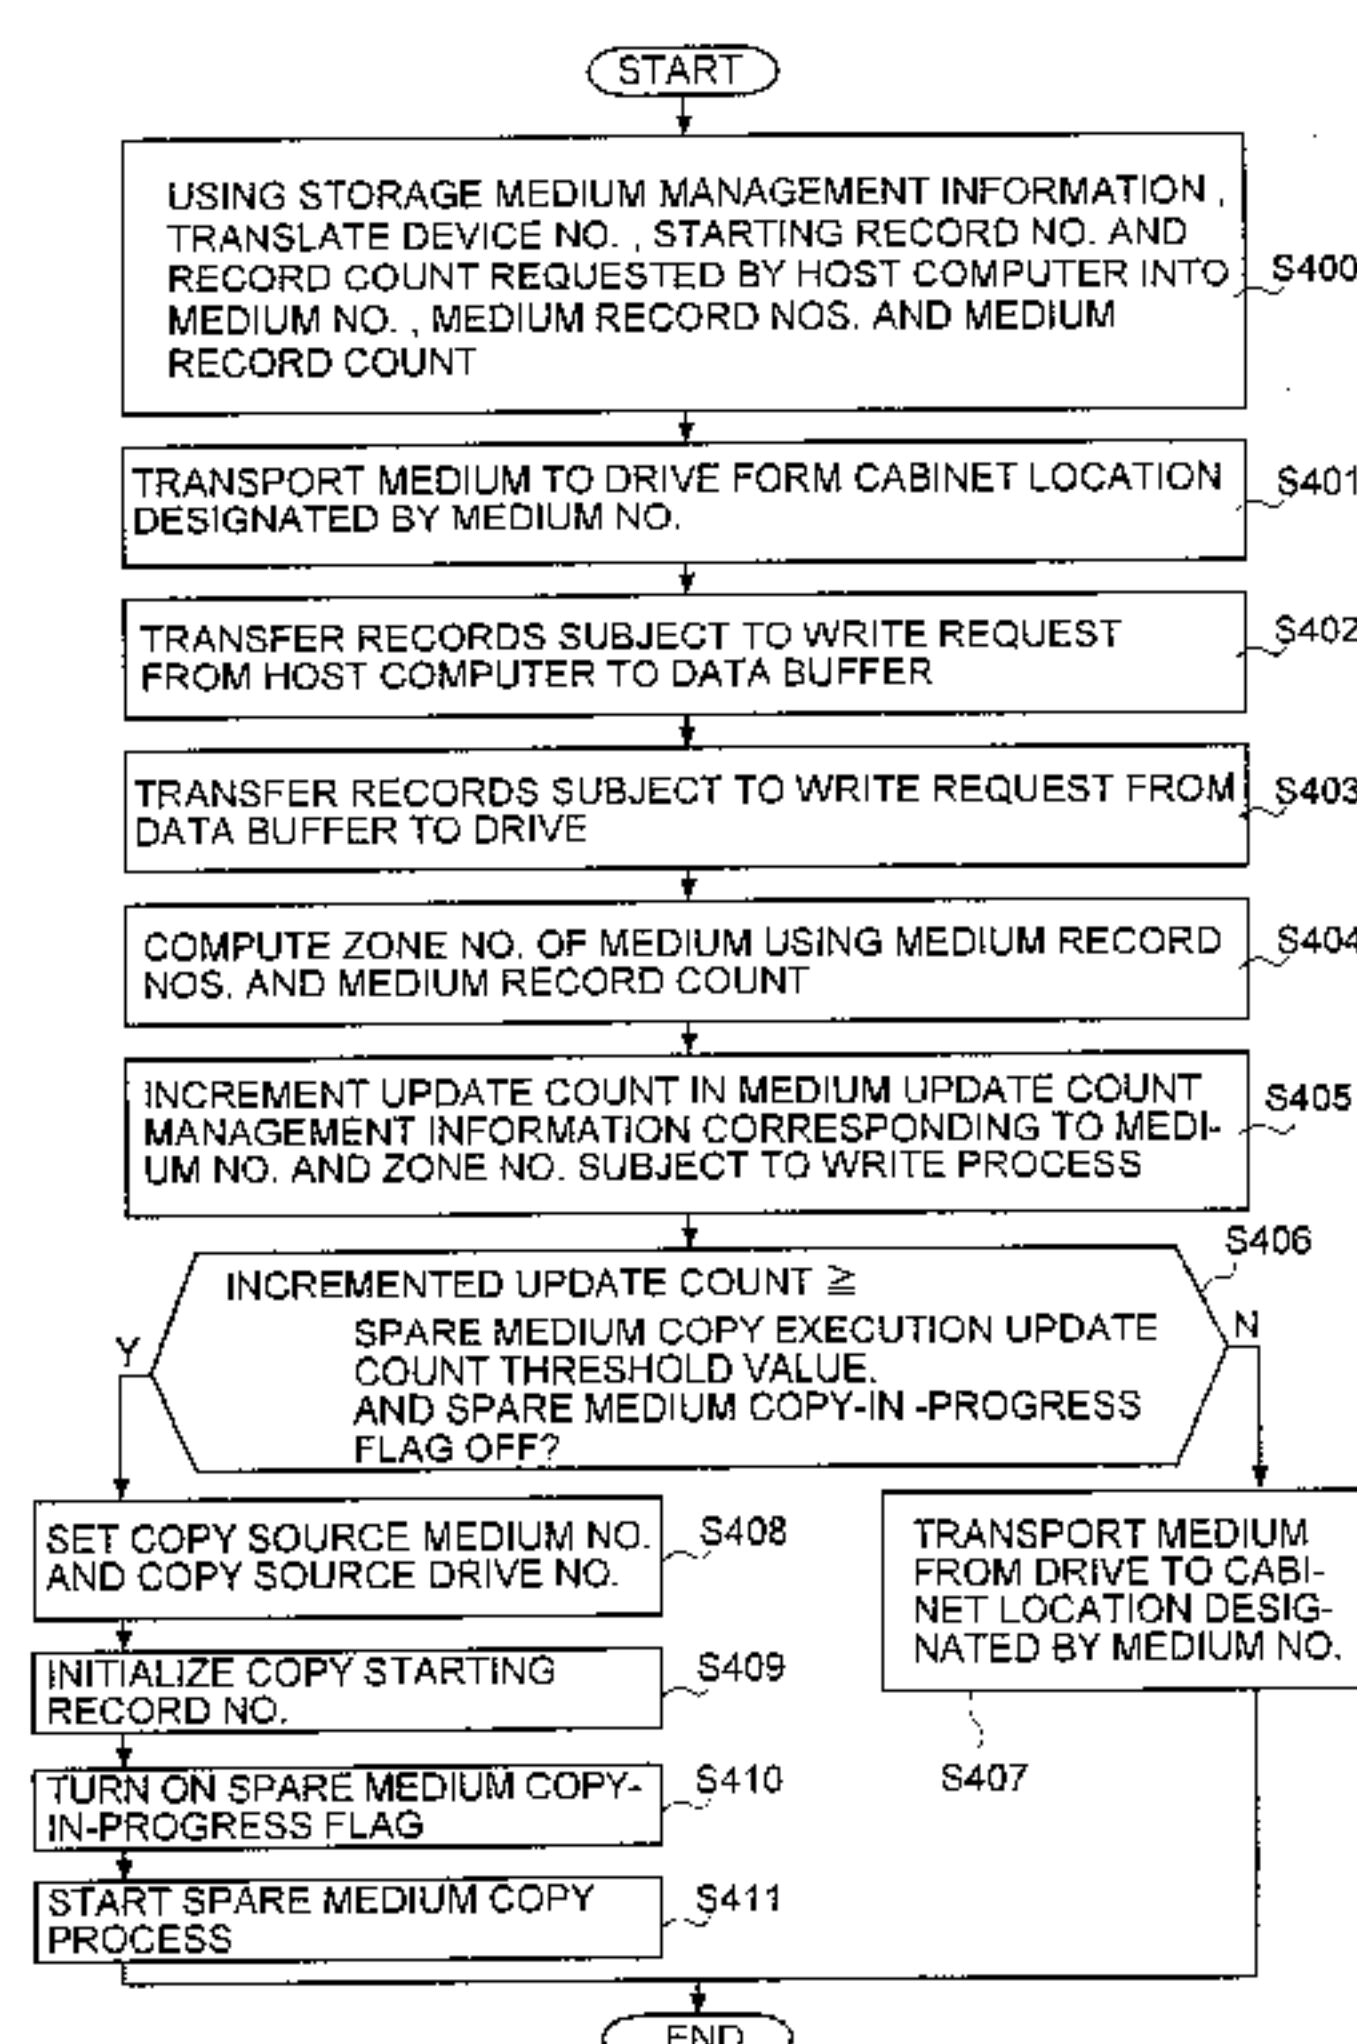 START
USING STORAGE MEDIUM MANAGEMENT INFORMATION ,
TRANSLATE DEVICE NO. , STARTING RECORD NO. AND
RECORD COUNT REQUESTED BY HOST COMPUTER INTO
MEDIUM NO. , MEDIUM RECORD NOS. AND MEDIUM
RECORD COUNT
S400
TRANSPORT MEDIUM TO DRIVE FORM CABINET LOCATION
DESIGNATED BY MEDIUM NO.
S401
TRANSFER RECORDS SUBJECT TO WRITE REQUEST
FROM HOST COMPUTER TO DATA BUFFER
S402
TRANSFER RECORDS SUBJECT TO WRITE REQUEST FROM
DATA BUFFER TO DRIVE
S403
COMPUTE ZONE NO. OF MEDIUM USING MEDIUM RECORD
NOS. AND MEDIUM RECORD COUNT
S404
INCREMENT UPDATE COUNT IN MEDIUM UPDATE COUNT
MANAGEMENT INFORMATION CORRESPONDING TO MEDI-
UM NO. AND ZONE NO. SUBJECT TO WRITE PROCESS
S405
S406
INCREMENTED UPDATE COUNT ≧
SPARE MEDIUM COPY EXECUTION UPDATE
COUNT THRESHOLD VALUE.
AND SPARE MEDIUM COPY-IN -PROGRESS
FLAG OFF?
Y
N
SET COPY SOURCE MEDIUM NO.
AND COPY SOURCE DRIVE NO.
S408
INITIALIZE COPY STARTING
RECORD NO.
S409
TURN ON SPARE MEDIUM COPY-
IN-PROGRESS FLAG
S410
START SPARE MEDIUM COPY
PROCESS
S411
TRANSPORT MEDIUM
FROM DRIVE TO CABI-
NET LOCATION DESIG-
NATED BY MEDIUM NO.
S407
END